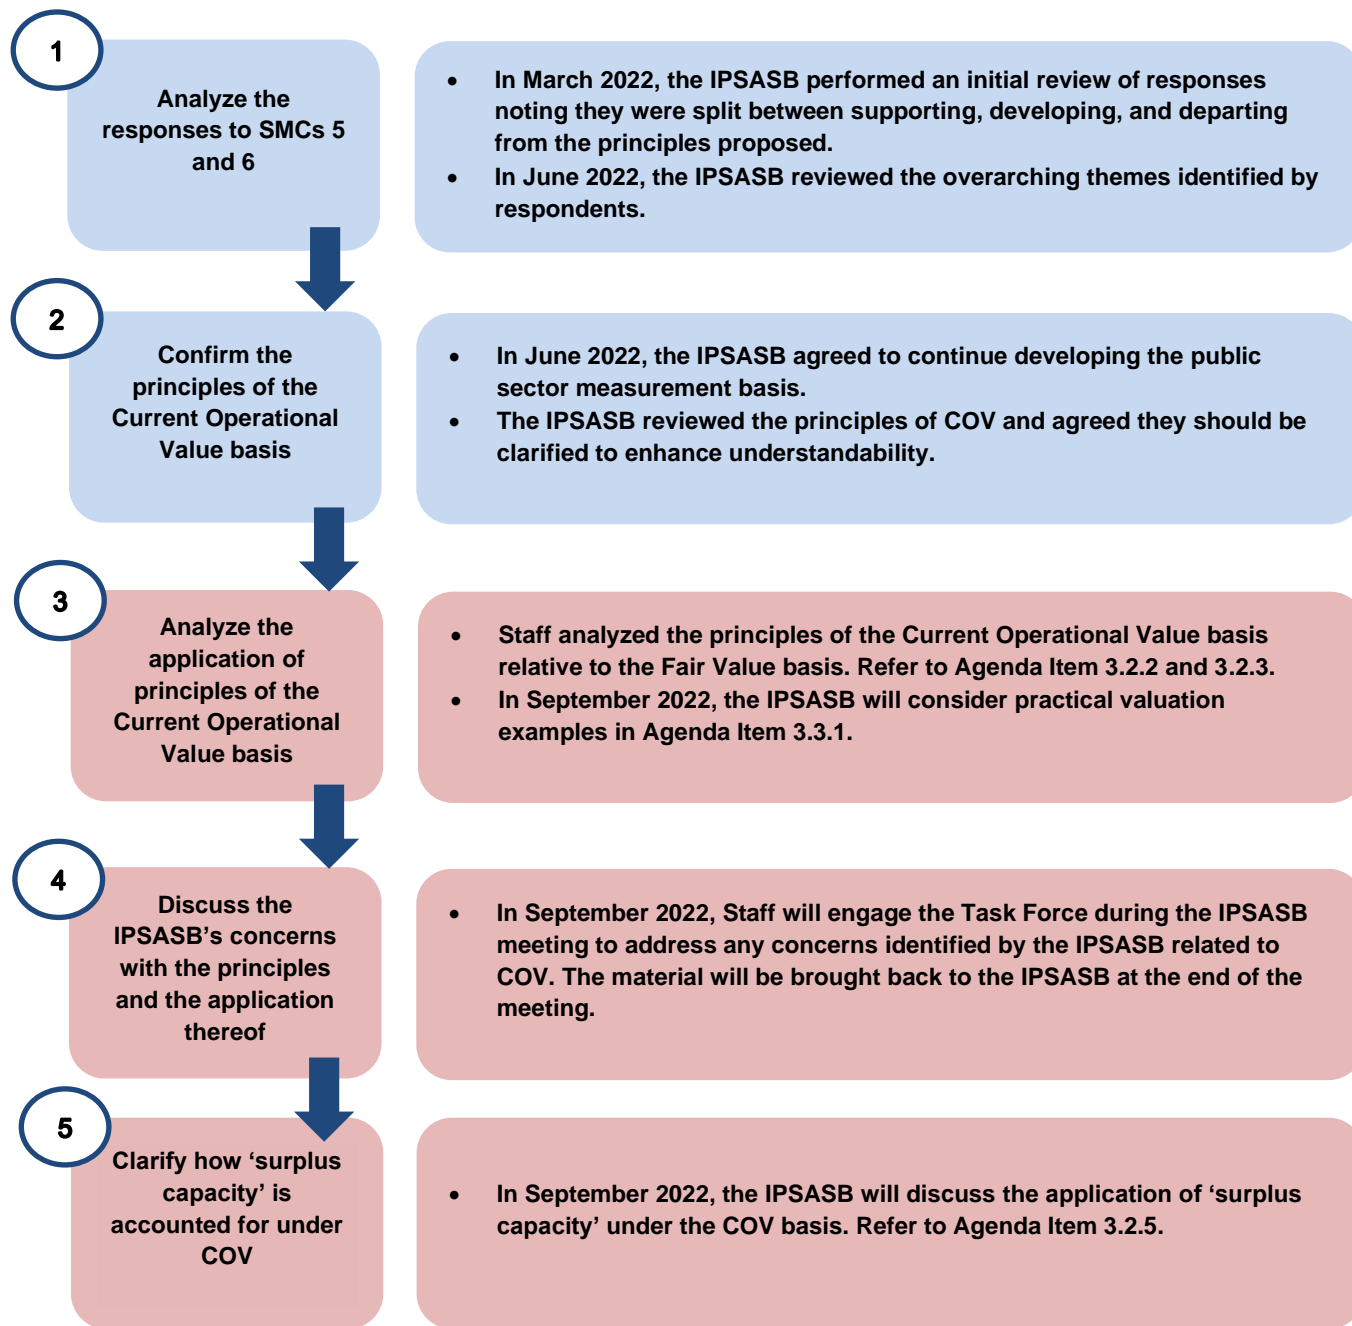 1
Analyze the
responses to SMCs 5
and 6
• In March 2022, the IPSASB performed an initial review of responses
noting they were split between supporting, developing, and departing
from the principles proposed.
• In June 2022, the IPSASB reviewed the overarching themes identified by
respondents.
2
Confirm the
principles of the
Current Operational
Value basis
• In June 2022, the IPSASB agreed to continue developing the public
sector measurement basis.
• The IPSASB reviewed the principles of COV and agreed they should be
clarified to enhance understandability.
3
Analyze the
application of
principles of the
Current Operational
Value basis
• Staff analyzed the principles of the Current Operational Value basis
relative to the Fair Value basis. Refer to Agenda Item 3.2.2 and 3.2.3.
• In September 2022, the IPSASB will consider practical valuation
examples in Agenda Item 3.3.1.
4
Discuss the
IPSASB’s concerns
with the principles
and the application
thereof
• In September 2022, Staff will engage the Task Force during the IPSASB
meeting to address any concerns identified by the IPSASB related to
COV. The material will be brought back to the IPSASB at the end of the
meeting.
5
Clarify how ‘surplus
capacity’ is
accounted for under
COV
• In September 2022, the IPSASB will discuss the application of ‘surplus
capacity’ under the COV basis. Refer to Agenda Item 3.2.5.